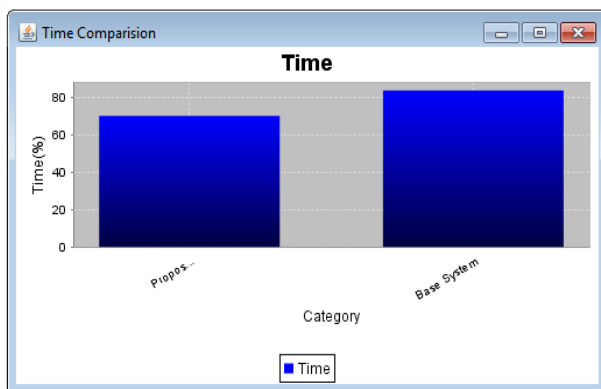 Time Comparision
Time
80
60
40
20
0
Time(%)
Propos...
Base System
Category
Time